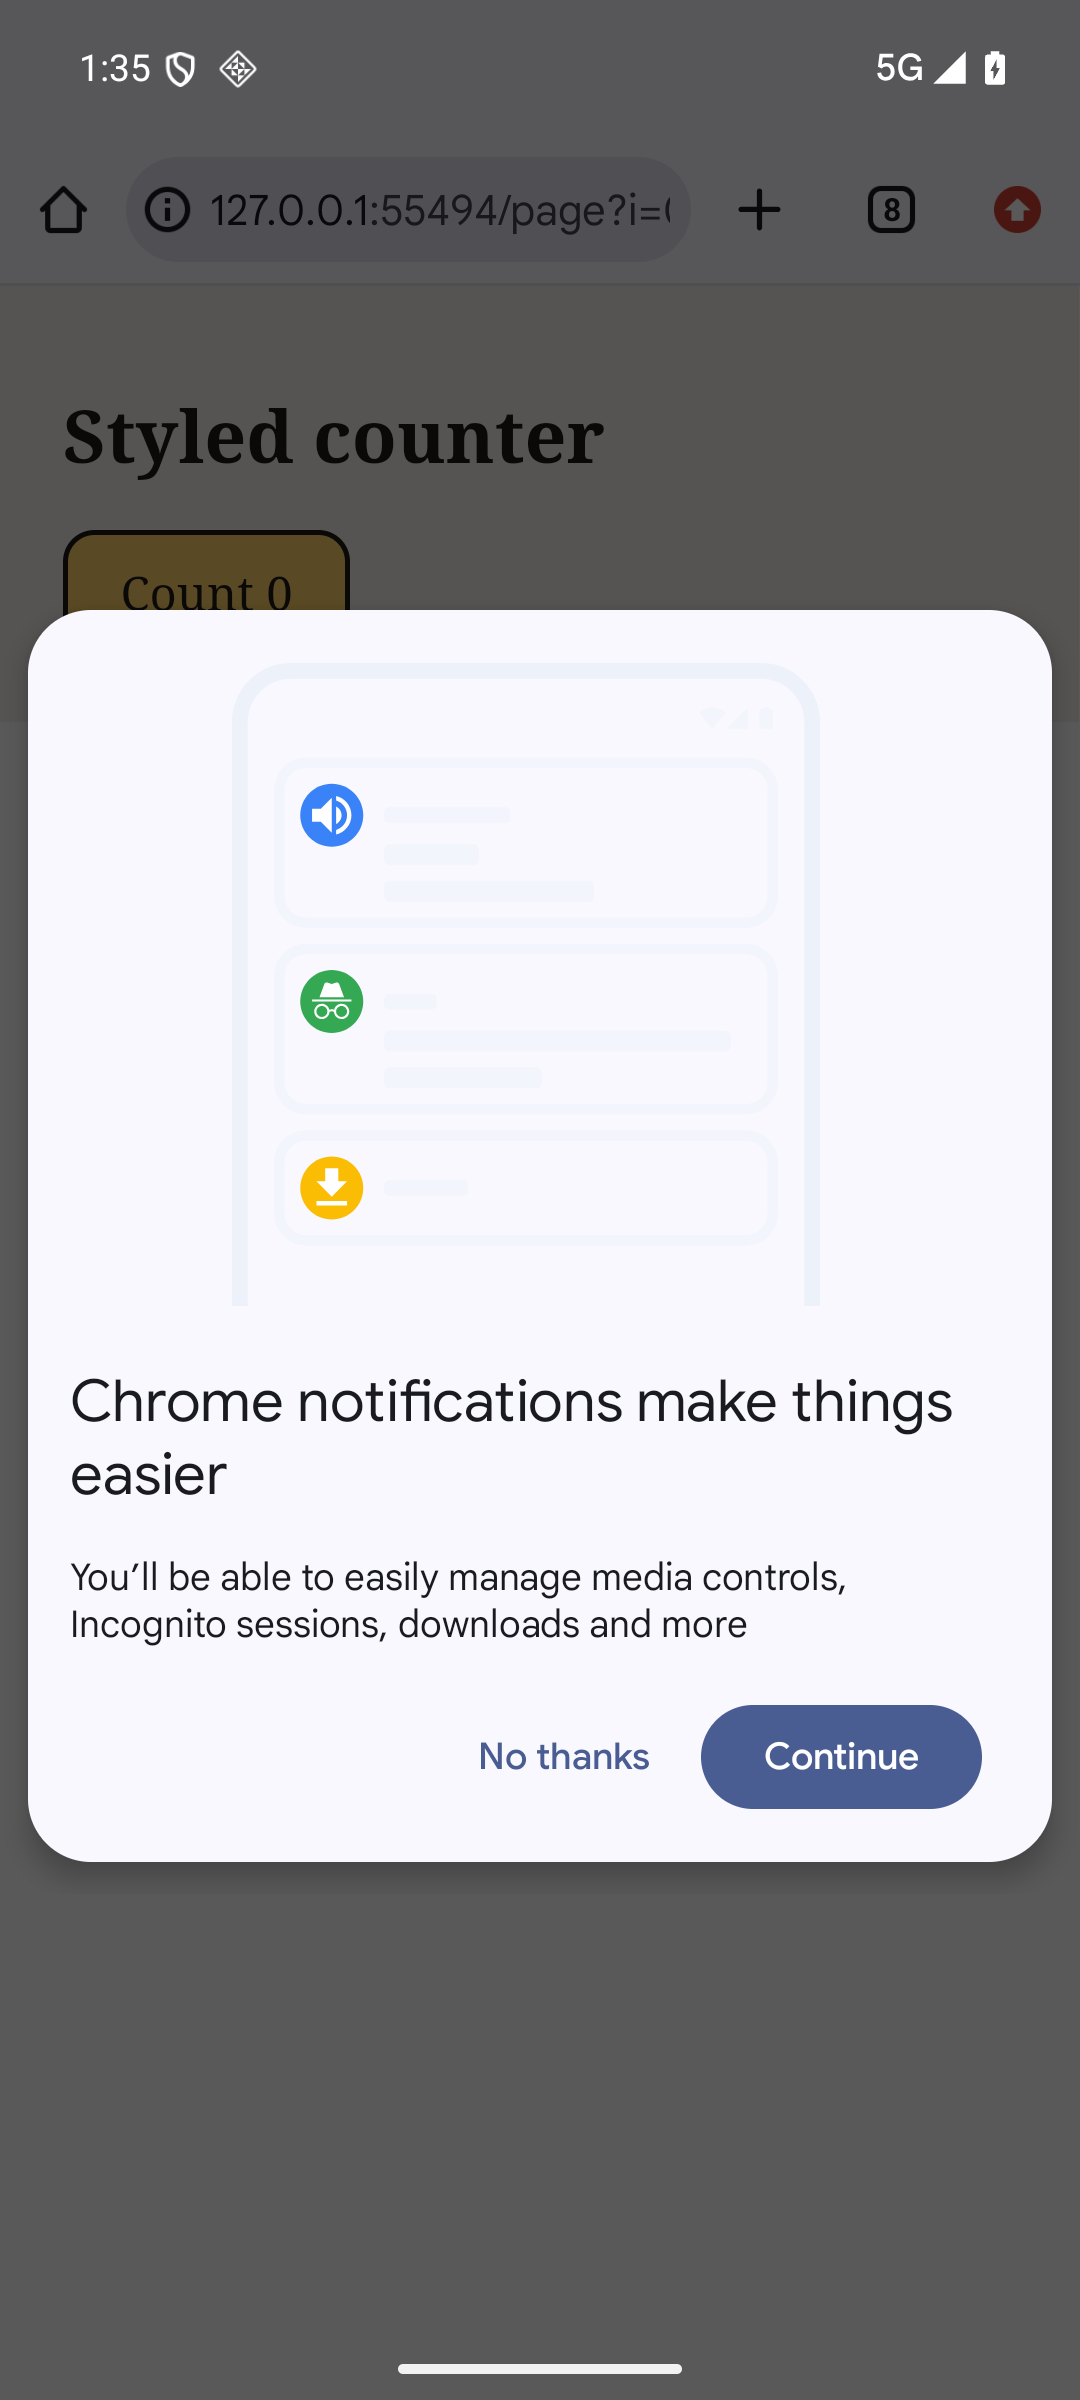 1:35
5G
127.0.0.1:55494/page?i=
8
Styled counter
Count 0
Chrome notifications make things
easier
You’ll be able to easily manage media controls,
Incognito sessions, downloads and more
No thanks
Continue